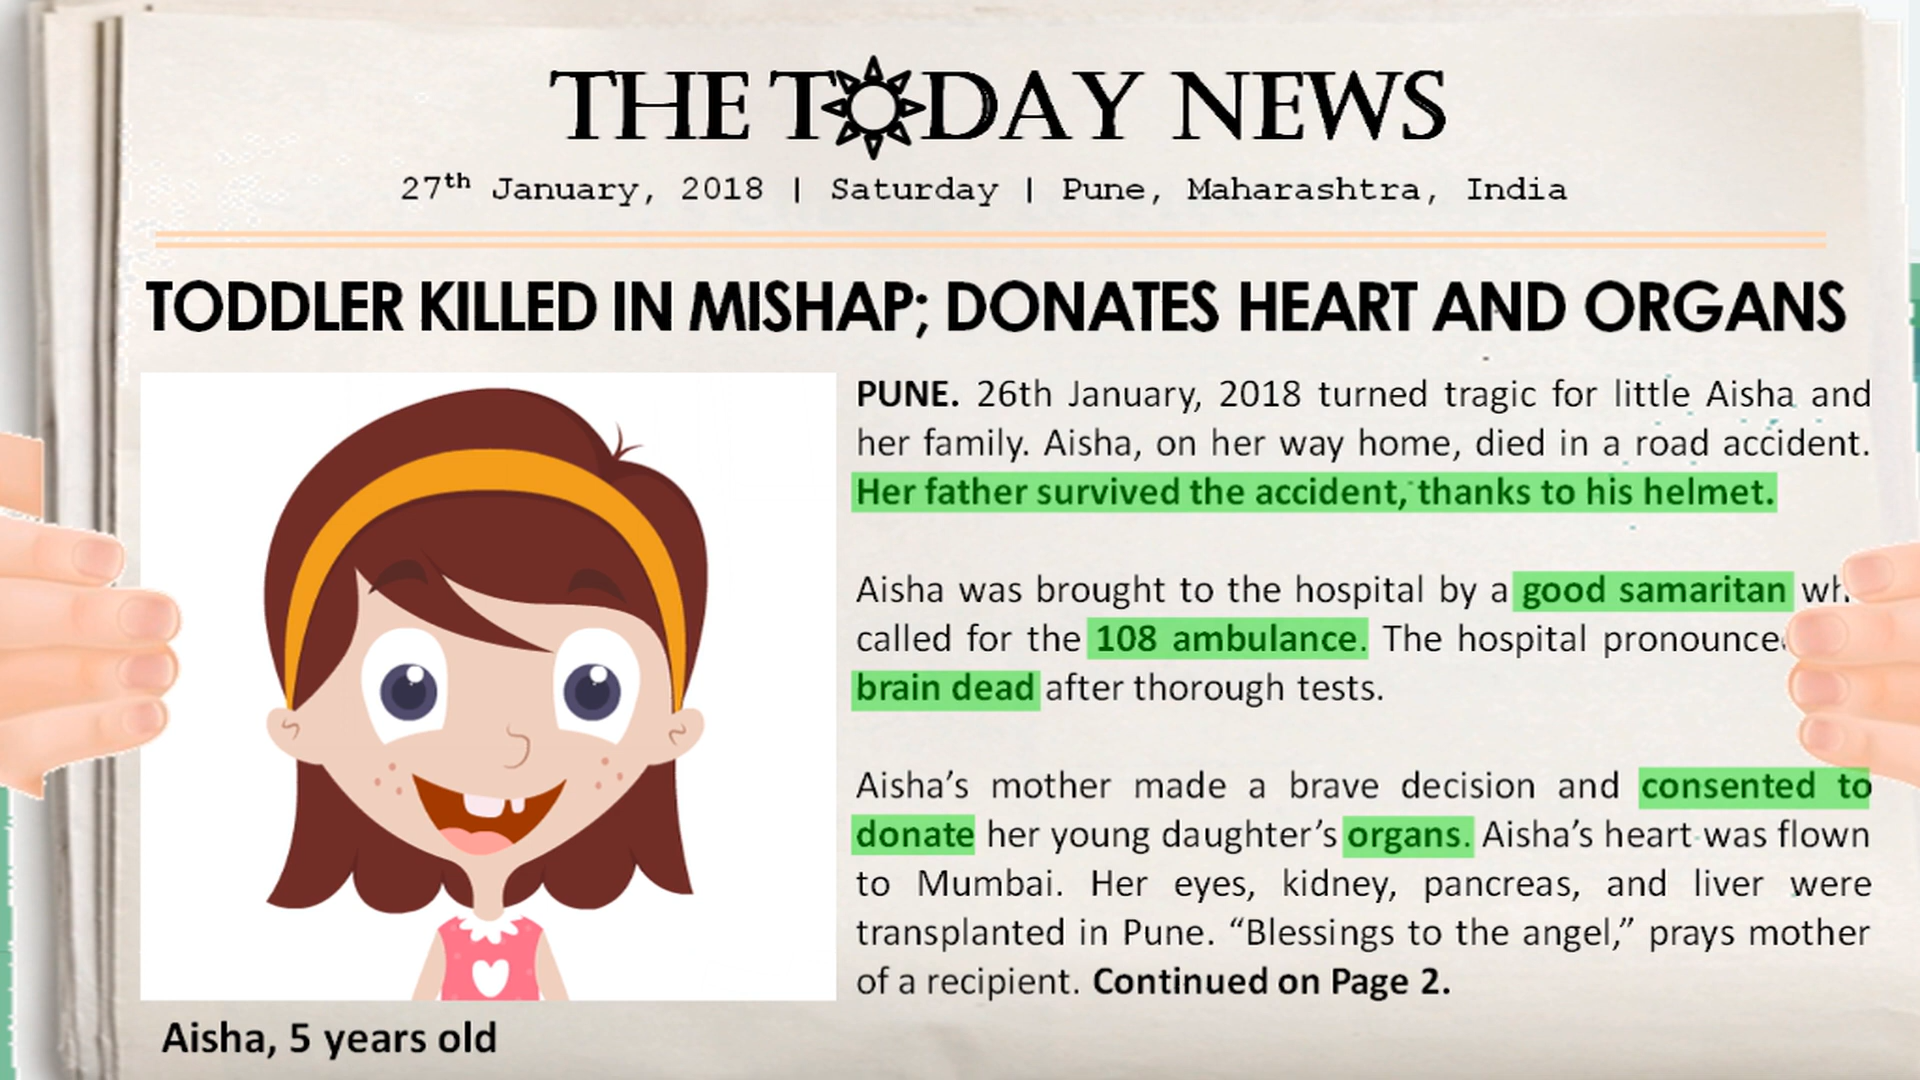 THE TODAY NEWS
27th January, 2018 | Saturday | Pune, Maharashtra, India
TODDLER KILLED IN MISHAP; DONATES HEART AND ORGANS
PUNE. 26th January, 2018 turned tragic for little Aisha and
her family. Aisha, on her way home, died in a road accident.
Her father survived the accident, thanks to his helmet.
Aisha was brought to the hospital by a good samaritan
called for the 108 ambulance. The hospital
brain dead after thorough tests.
Aisha’s mother made a brave decision and consented to
donate her young daughter’s organs. Aisha’s heart was flown
to Mumbai. Her eyes, kidney, pancreas, and liver were
transplanted in Pune. “Blessings to the angel,” prays mother
of a recipient. Continued on Page 2.
Aisha, 5 years old